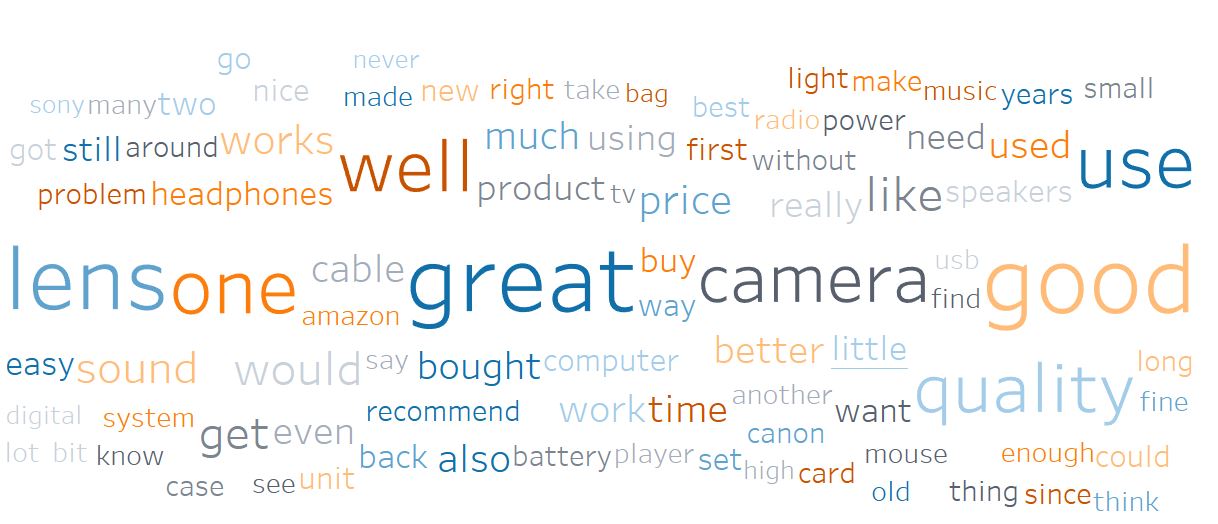 go never
nice
sony many two made new right take bag best light make music years small
radio power
got still around works well much using first without need used use
problem headphones product tv price really like speakers
lens one cable great buy camera usb good
amazon way find
easy sound would say bought computer better little quality long
digital system recommend work time another want fine
lot bit know get even back also battery player set canon mouse enough could
case see unit high card old thing since think